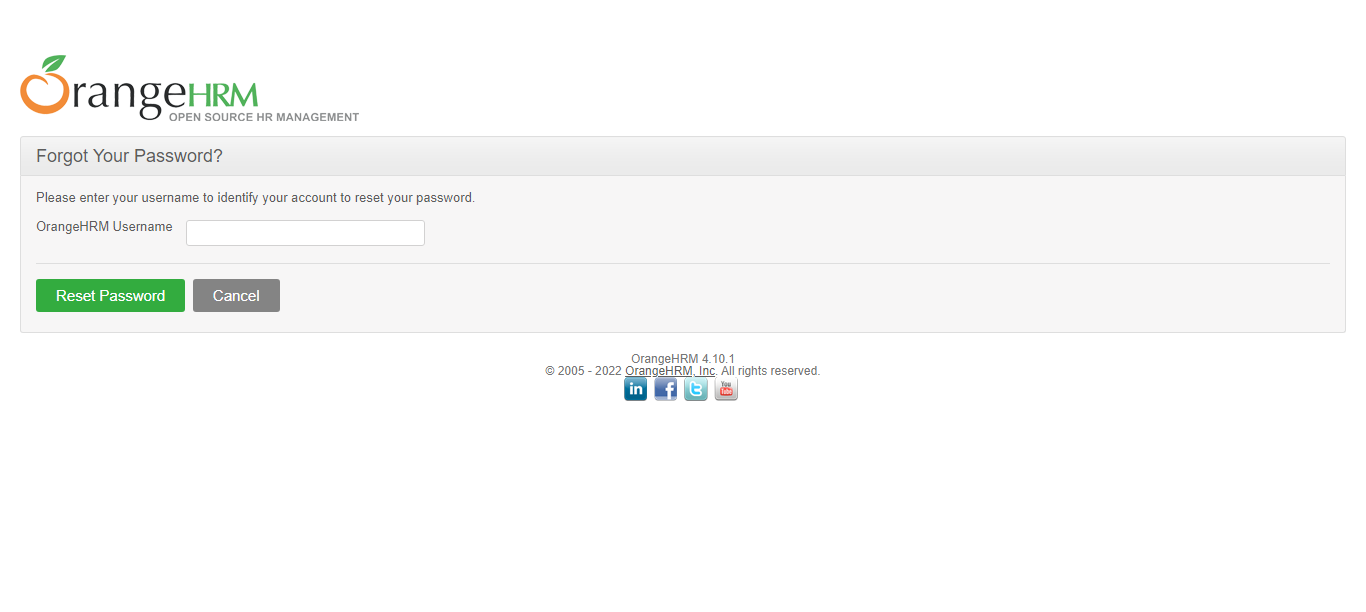 OrangeHRM
OPEN SOURCE HR MANAGEMENT
Forgot Your Password?
Please enter your username to identify your account to reset your password.
OrangeHRM Username
Reset Password Cancel
OrangeHRM 4.10.1
© 2005 - 2022 OrangeHRM, Inc. All rights reserved.
in f t You Tube